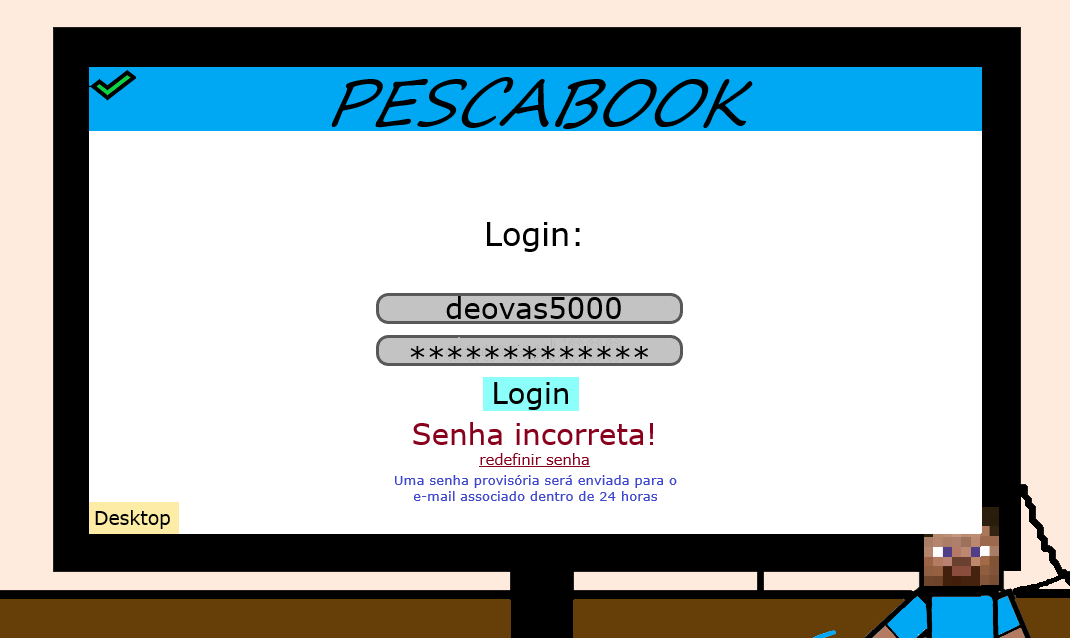 PESCABOOK
Login:
deovas5000
*************
Login
Senha incorreta!
redefinir senha
Uma senha provisória será enviada para o
e-mail associado dentro de 24 horas
Desktop